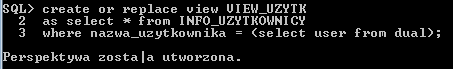 SQL> create or replace view VIEW_UZYTK
2 as select * from INFO_UZYTKOWNICY
3 where nazwa_uzytkownika = (select user from dual);
Perspektywa zosta|a utworzona.